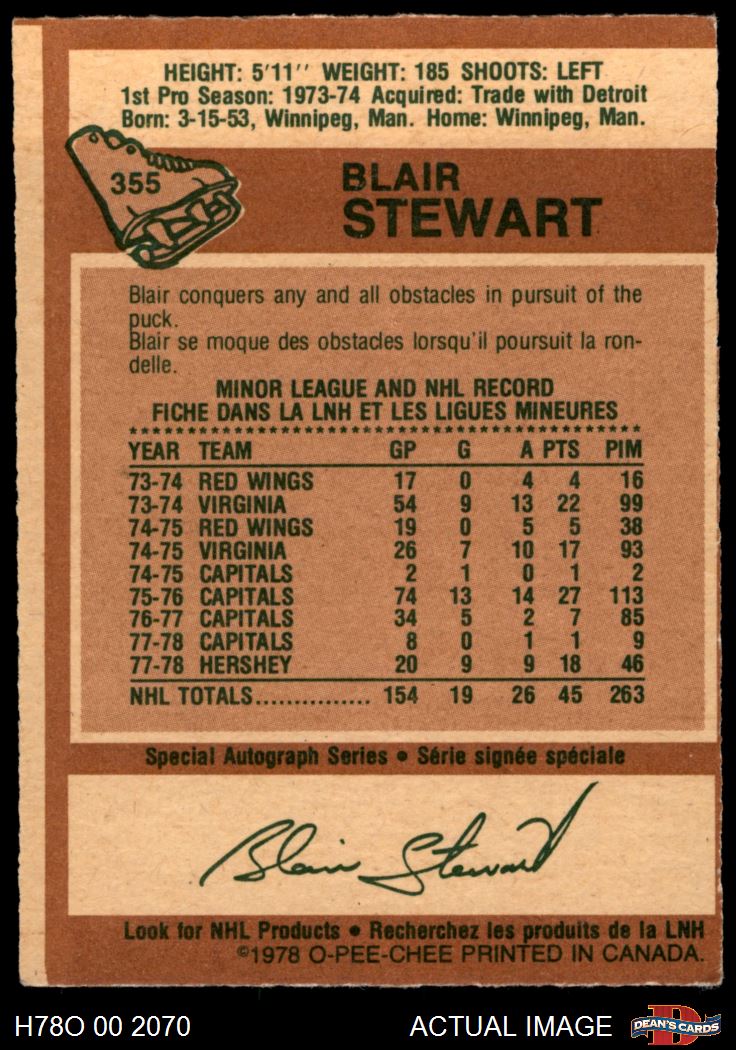 HEIGHT: 5'11'' WEIGHT: 185 SHOOTS: LEFT
1st Pro Season: 1973-74 Acquired: Trade with Detroit
Born: 3-15-53, Winnipeg, Man. Home: Winnipeg, Man.
355
BLAIR
STEWART
Blair conquers any and all obstacles in pursuit of the
puck.
Blair se moque des obstacles lorsqu'il poursuit la ron-
delle.
MINOR LEAGUE AND NHL RECORD
FICHE DANS LA LNH ET LES LIGUES MINEURES
YEAR TEAM GP G A PTS PIM
73-74 RED WINGS 17 0 4 4 16
73-74 VIRGINIA 54 9 13 22 99
74-75 RED WINGS 19 0 5 5 38
74-75 VIRGINIA 26 7 10 17 93
74-75 CAPITALS 2 1 0 1 2
75-76 CAPITALS 74 13 14 27 113
76-77 CAPITALS 34 5 2 7 85
77-78 CAPITALS 8 0 1 1 9
77-78 HERSHEY 20 9 9 18 46
NHL TOTALS............... 154 19 26 45 263
Special Autograph Series • Série signée spéciale
Blair Stewart
Look for NHL Products • Recherchez les produits de la LNH
©1978 O-PEE-CHEE PRINTED IN CANADA.
H78O 00 2070
ACTUAL IMAGE
D
DEAN'S CARDS